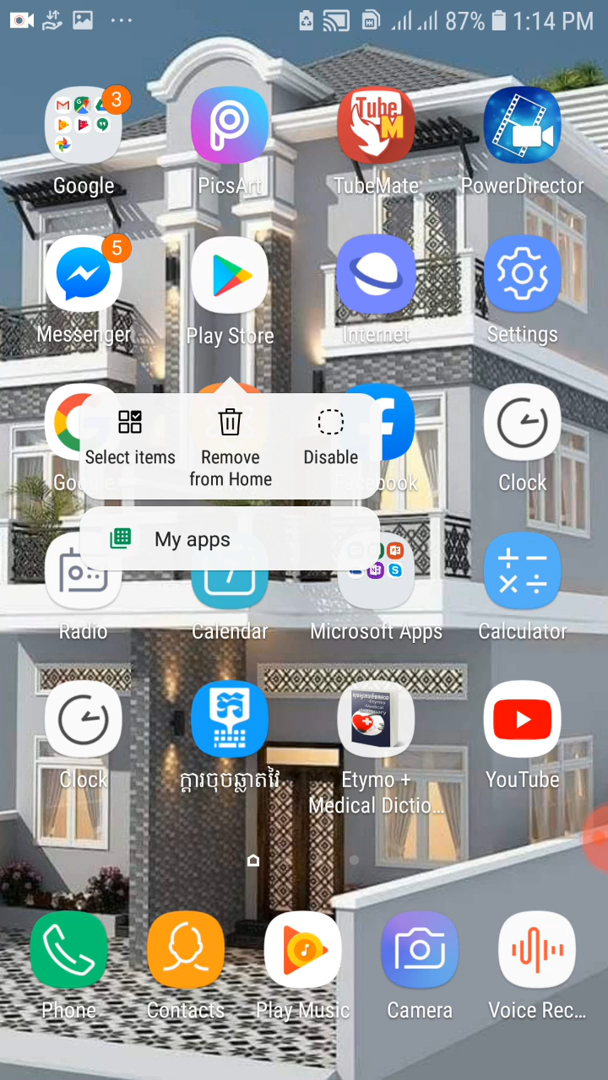 87% 1:14 PM
3
Tube
M
Google
PicsArt
TubeMate
PowerDirector
5
Messenger
Play Store
Internet
Settings
Select items
Remove
from Home
Disable
Clock
My apps
Radio
Calendar
Microsoft Apps
Calculator
Clock
ក្តារចុចឆ្លាតវៃ
Etymo +
Medical Dictio...
YouTube
Phone
Contacts
Play Music
Camera
Voice Rec...